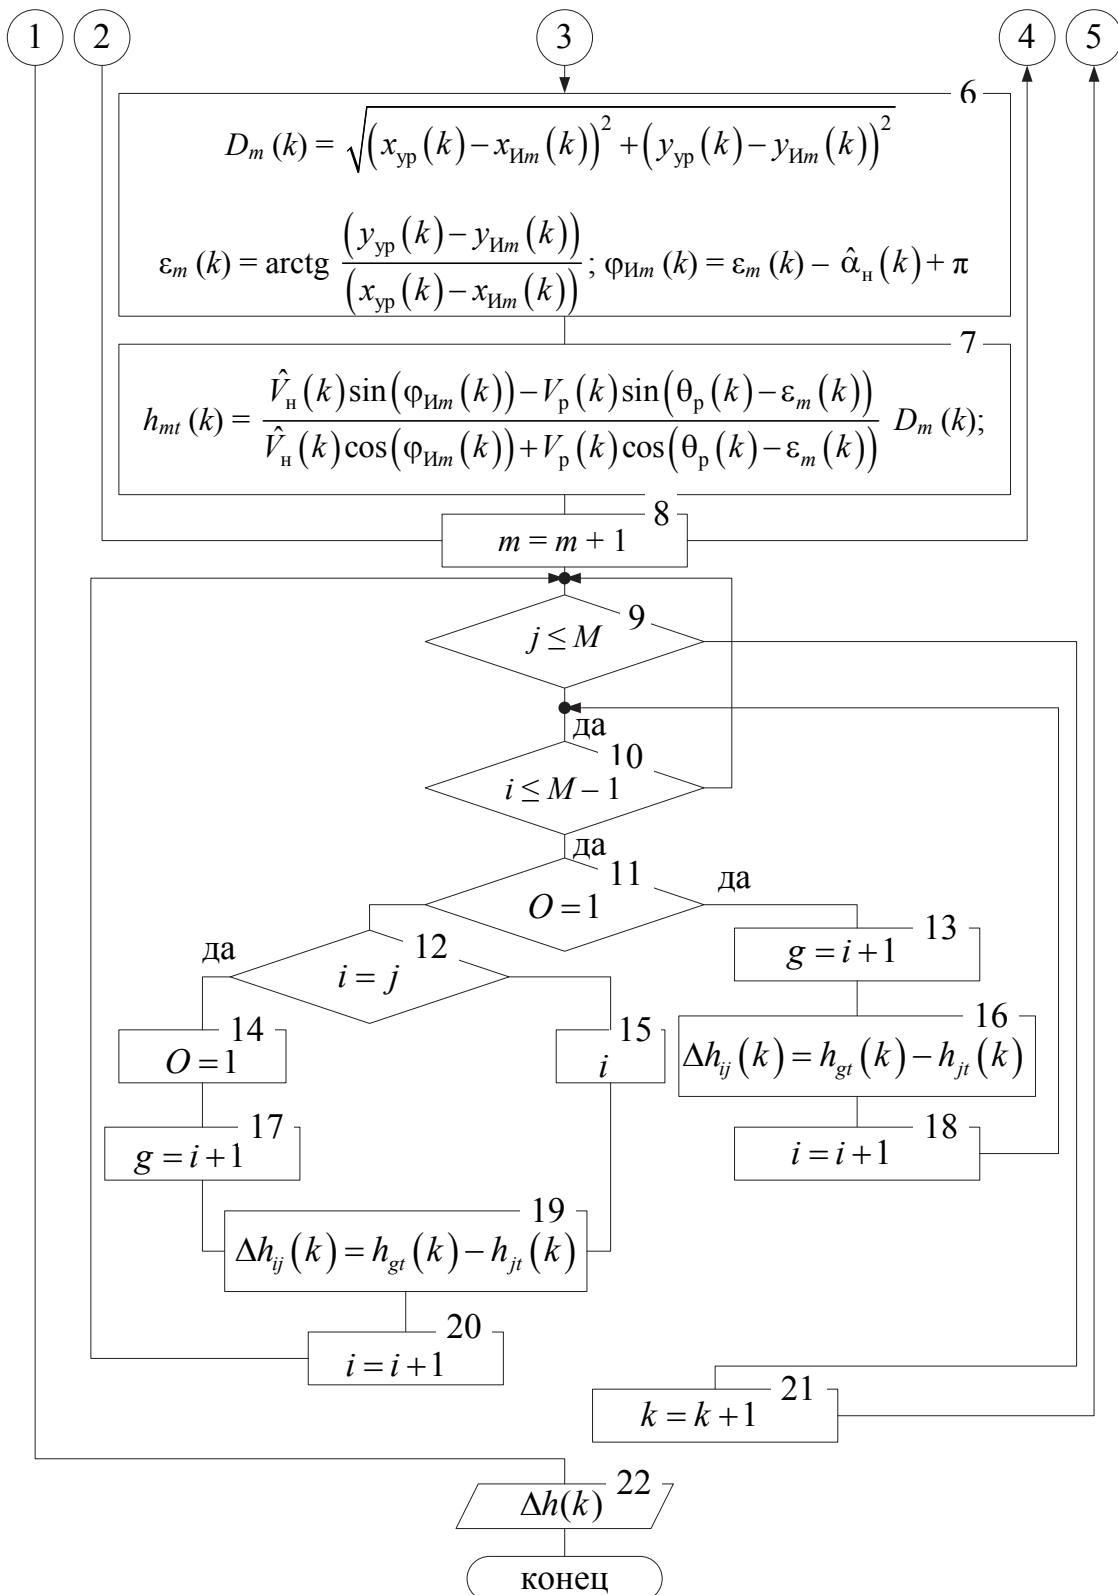 1 2 3 4 5
6
D_m (k) = √((x_ур (k) − x_Иm (k))² + (y_ур (k) − y_Иm (k))²)
ε_m (k) = arctg (y_ур (k) − y_Иm (k)) / (x_ур (k) − x_Иm (k)) ; φ_Иm (k) = ε_m (k) − α̂_н (k) + π
7
h_mt (k) = (V̂_н (k) sin(φ_Иm (k)) − V_р (k) sin(θ_р (k) − ε_m (k))) / (V̂_н (k) cos(φ_Иm (k)) + V_р (k) cos(θ_р (k) − ε_m (k))) D_m (k);
8
m = m + 1
9
j ≤ M
да
10
i ≤ M − 1
да
11
да
O = 1
12
да
i = j
13
g = i + 1
14
O = 1
15
i
16
Δh_ij (k) = h_gt (k) − h_jt (k)
17
g = i + 1
18
i = i + 1
19
Δh_ij (k) = h_gt (k) − h_jt (k)
20
i = i + 1
21
k = k + 1
22
Δh(k)
конец